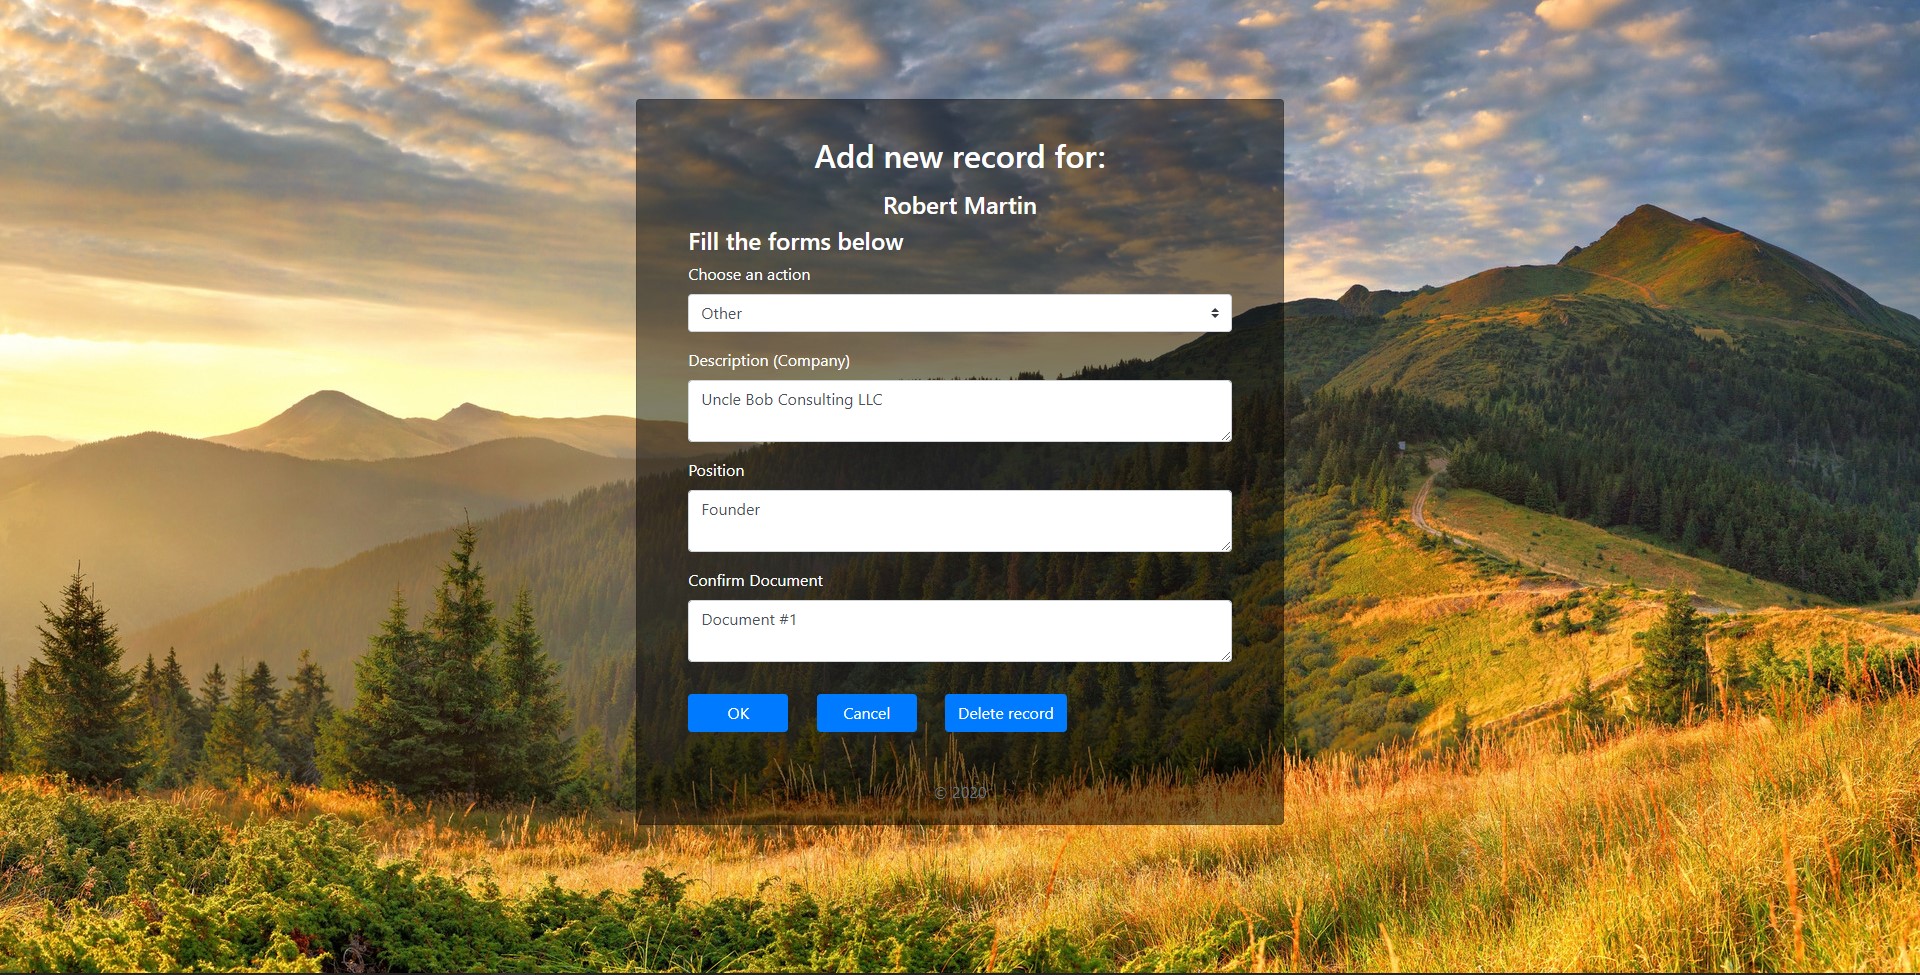 Add new record for:
Robert Martin
Fill the forms below
Choose an action
Other
Description (Company)
Uncle Bob Consulting LLC
Position
Founder
Confirm Document
Document #1
OK Cancel Delete record
© 2020